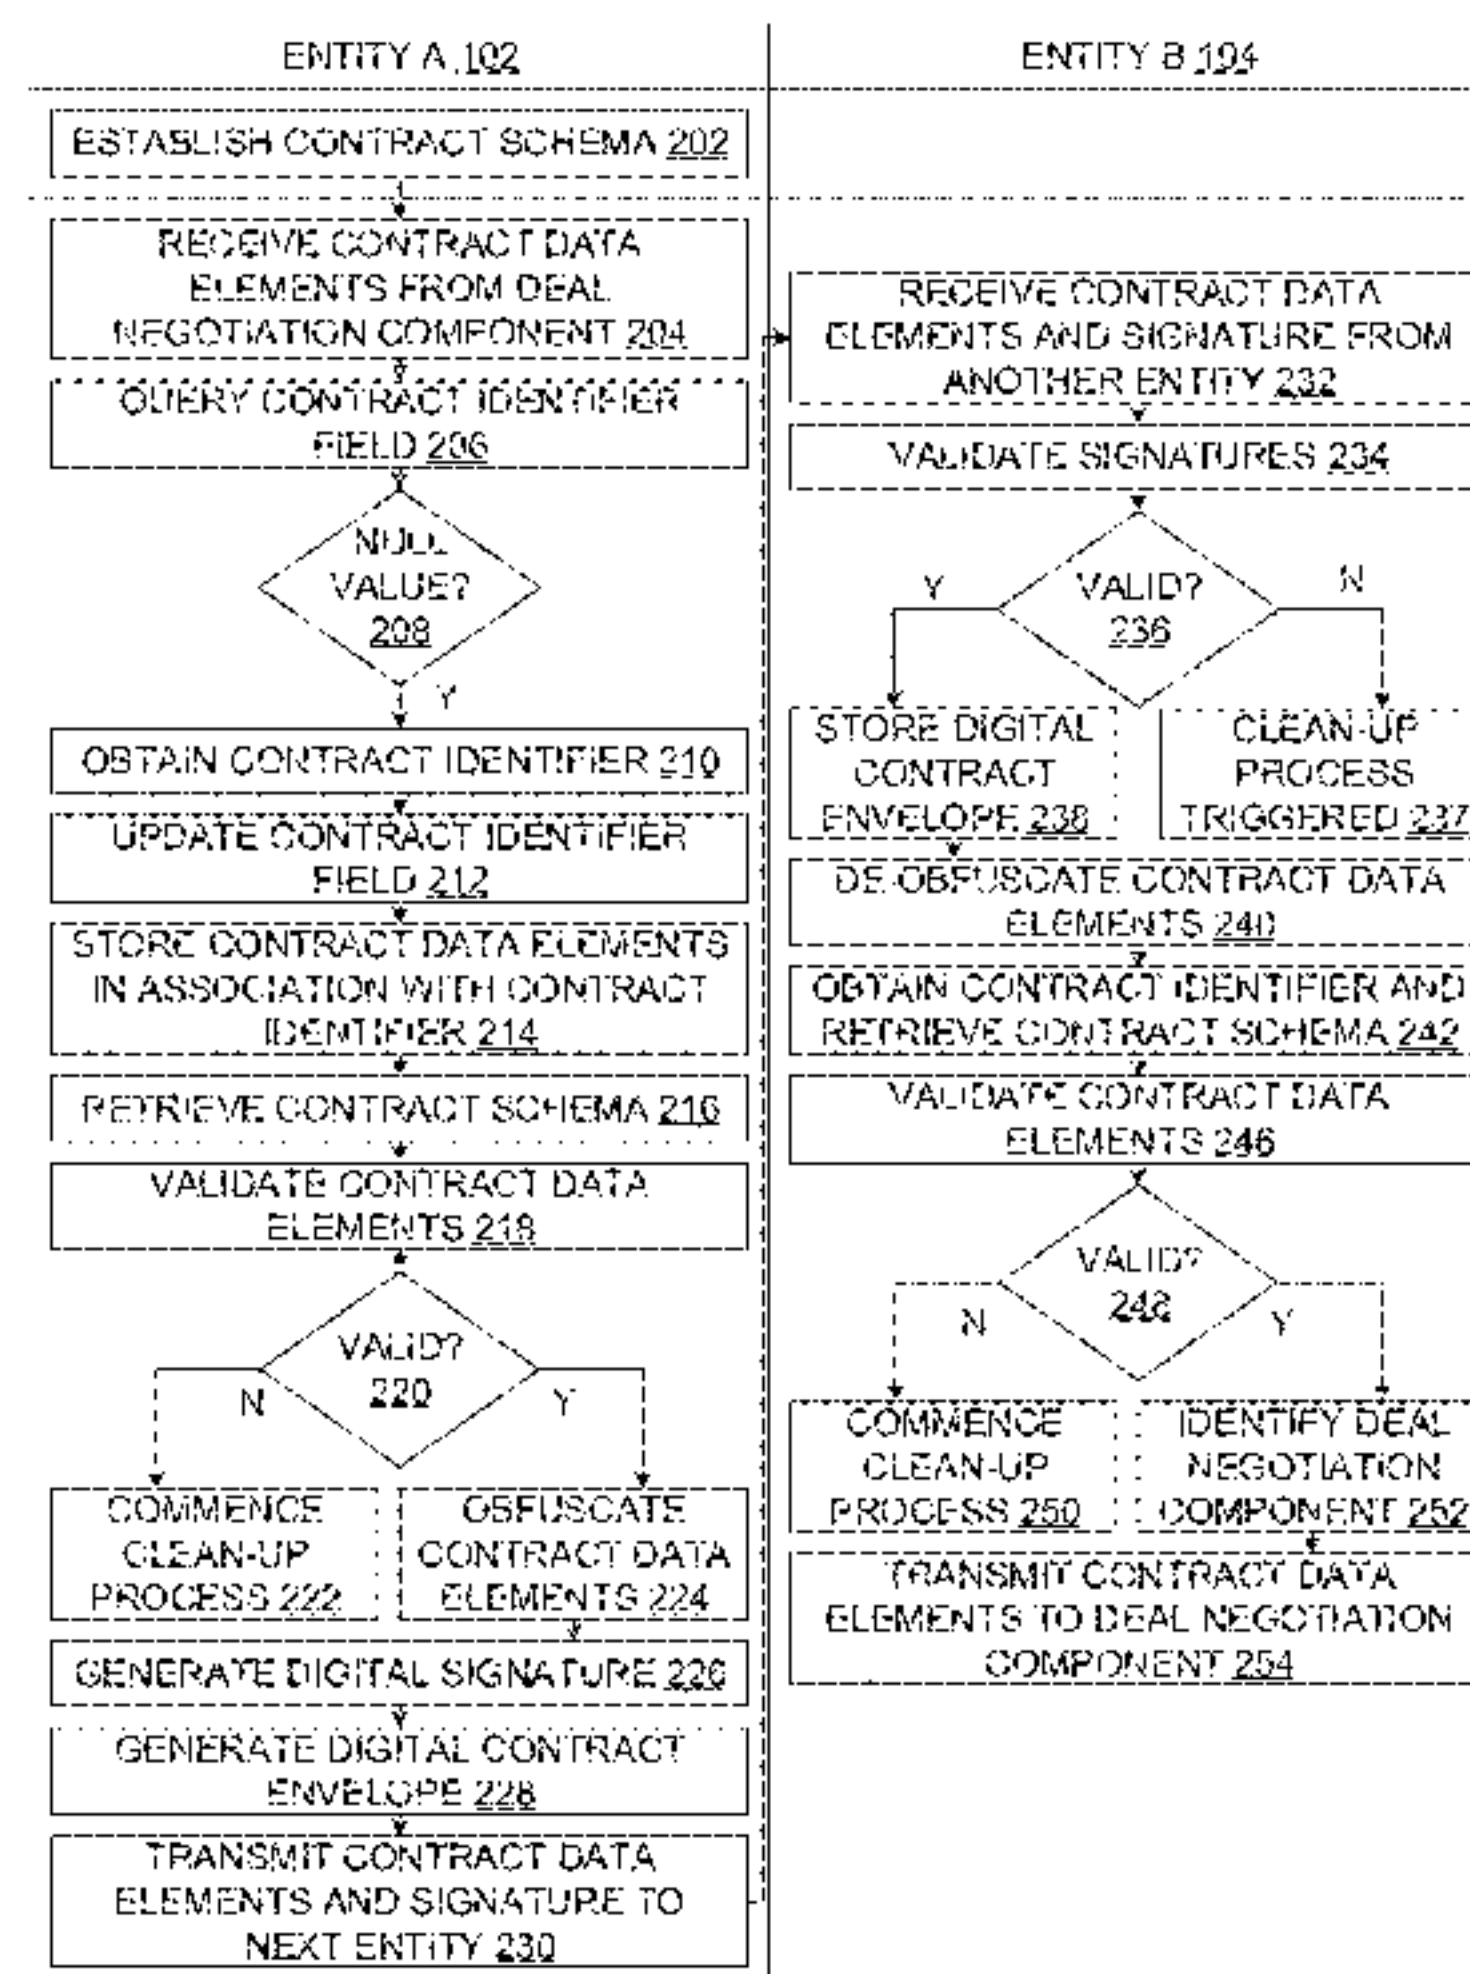 ENTITY A 102
ESTABLISH CONTRACT SCHEMA 202
RECEIVE CONTRACT DATA
ELEMENTS FROM DEAL
NEGOTIATION COMPONENT 204
QUERY CONTRACT IDENTIFIER
FIELD 206
NULL
VALUE?
208
Y
OBTAIN CONTRACT IDENTIFIER 210
UPDATE CONTRACT IDENTIFIER
FIELD 212
STORE CONTRACT DATA ELEMENTS
IN ASSOCIATION WITH CONTRACT
IDENTIFIER 214
RETRIEVE CONTRACT SCHEMA 216
VALIDATE CONTRACT DATA
ELEMENTS 218
VALID?
220
N
Y
COMMENCE
CLEAN-UP
PROCESS 222
OBFUSCATE
CONTRACT DATA
ELEMENTS 224
GENERATE DIGITAL SIGNATURE 226
GENERATE DIGITAL CONTRACT
ENVELOPE 228
TRANSMIT CONTRACT DATA
ELEMENTS AND SIGNATURE TO
NEXT ENTITY 230
ENTITY B 104
RECEIVE CONTRACT DATA
ELEMENTS AND SIGNATURE FROM
ANOTHER ENTITY 232
VALIDATE SIGNATURES 234
VALID?
236
Y
N
STORE DIGITAL
CONTRACT
ENVELOPE 238
CLEAN-UP
PROCESS
TRIGGERED 237
DE-OBFUSCATE CONTRACT DATA
ELEMENTS 240
OBTAIN CONTRACT IDENTIFIER AND
RETRIEVE CONTRACT SCHEMA 242
VALIDATE CONTRACT DATA
ELEMENTS 246
VALID?
248
N
Y
COMMENCE
CLEAN-UP
PROCESS 250
IDENTIFY DEAL
NEGOTIATION
COMPONENT 252
TRANSMIT CONTRACT DATA
ELEMENTS TO DEAL NEGOTIATION
COMPONENT 254